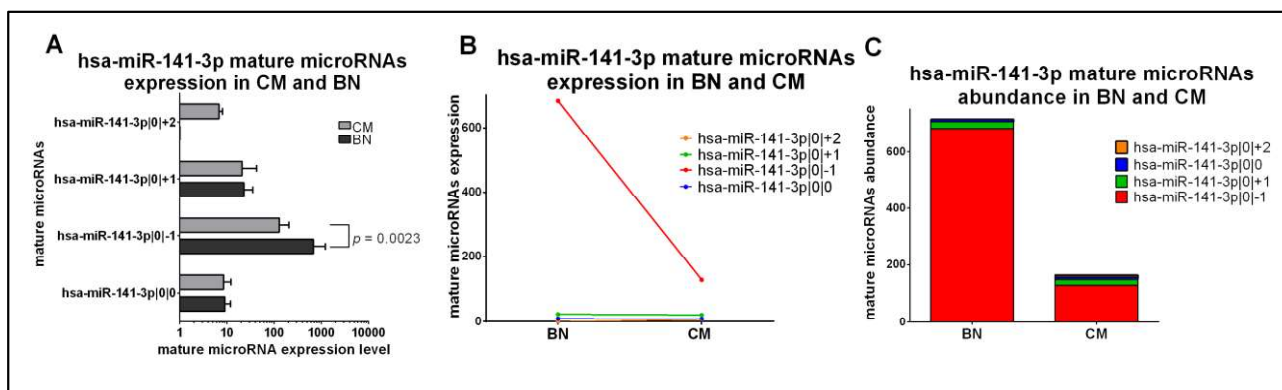 A
hsa-miR-141-3p mature microRNAs
expression in CM and BN
mature microRNAs
hsa-miR-141-3p|0|+2
hsa-miR-141-3p|0|+1
hsa-miR-141-3p|0|-1
hsa-miR-141-3p|0|0
CM
BN
p = 0.0023
1 10 100 1000 10000
mature microRNA expression level
B
hsa-miR-141-3p mature microRNAs
expression in BN and CM
mature microRNAs expression
600
400
200
0
BN CM
hsa-miR-141-3p|0|+2
hsa-miR-141-3p|0|+1
hsa-miR-141-3p|0|-1
hsa-miR-141-3p|0|0
C
hsa-miR-141-3p mature microRNAs
abundance in BN and CM
mature microRNAs abundance
600
400
200
0
BN CM
hsa-miR-141-3p|0|+2
hsa-miR-141-3p|0|0
hsa-miR-141-3p|0|+1
hsa-miR-141-3p|0|-1